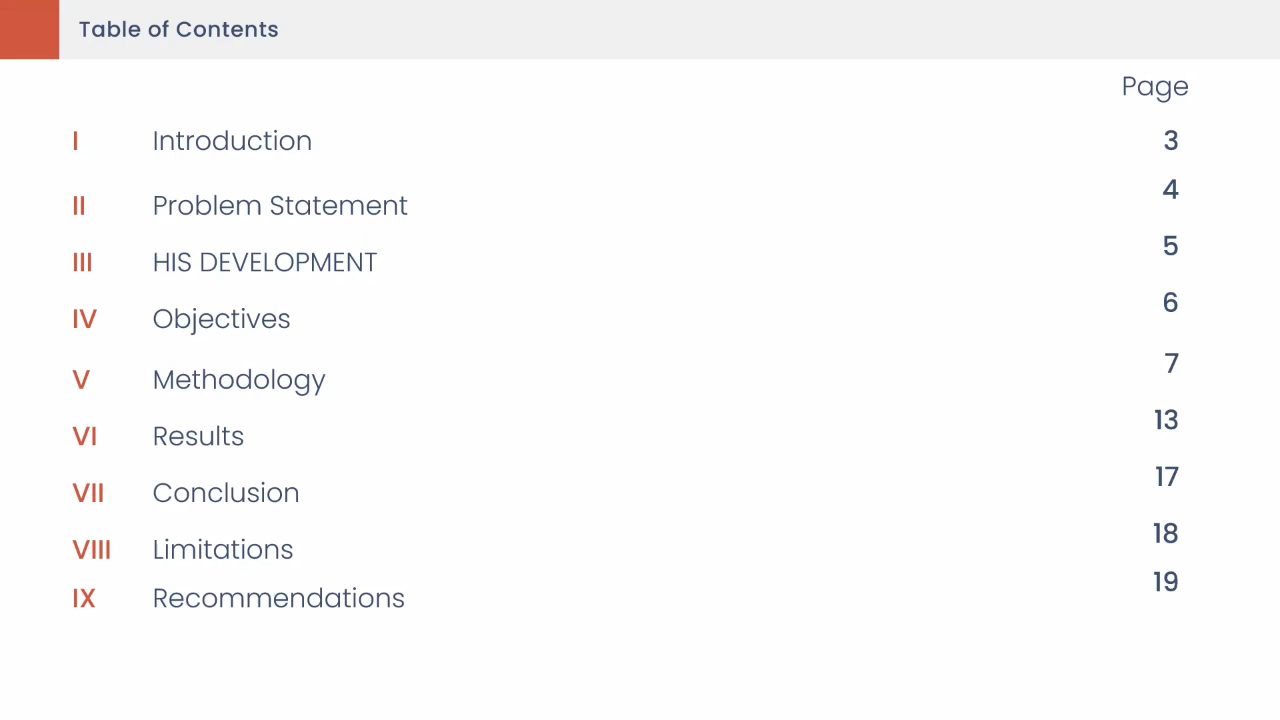 Table of Contents
Page
I Introduction 3
II Problem Statement 4
III HIS DEVELOPMENT 5
IV Objectives 6
V Methodology 7
VI Results 13
VII Conclusion 17
VIII Limitations 18
IX Recommendations 19